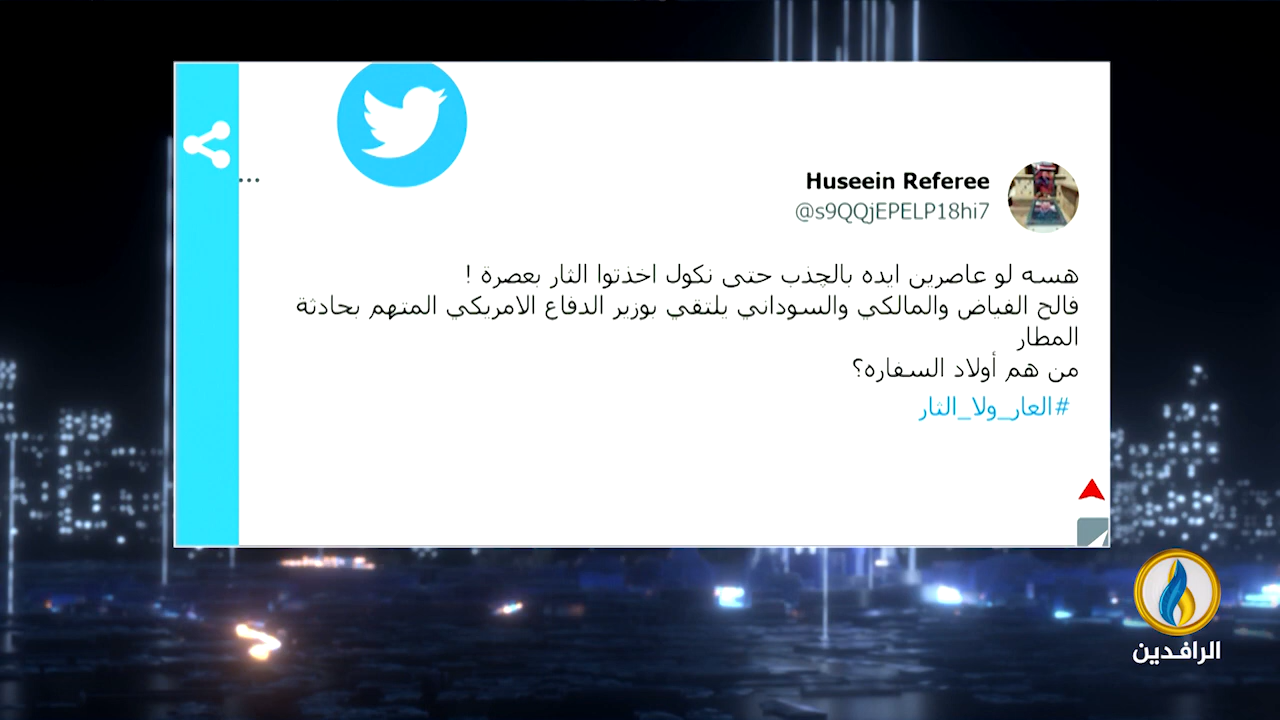 Huseein Referee
@s9QQjEPELP18hi7
هسه لو عاصرين ايده بالچذب حتى نكول اخذتوا الثار بعصرة !
فالح الفياض والمالكي والسوداني يلتقي بوزير الدفاع الامريكي المتهم بحادثة
المطار
من هم أولاد السفاره؟
#العار_ولا_الثار
الرافدين